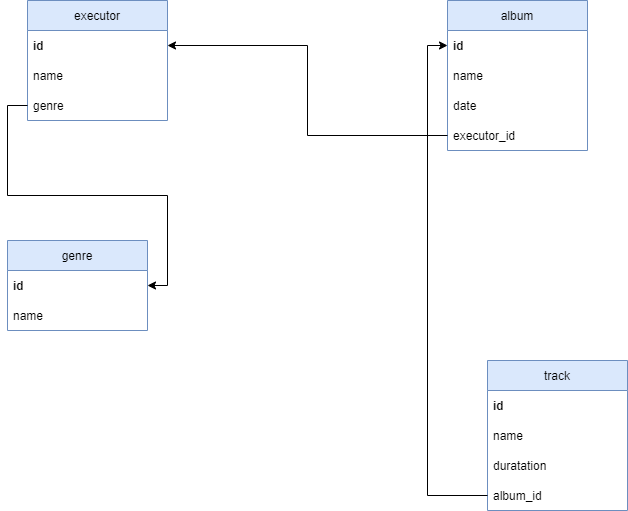 executor
id
name
genre
album
id
name
date
executor_id
genre
id
name
track
id
name
duratation
album_id